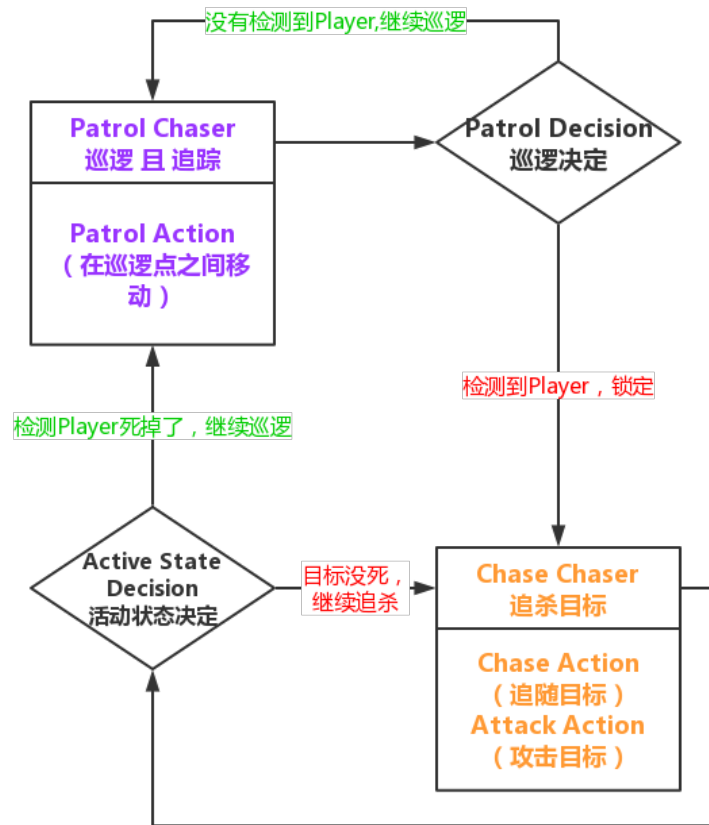 没有检测到Player,继续巡逻
Patrol Chaser
巡逻 且 追踪
Patrol Action
（在巡逻点之间移
动）
Patrol Decision
巡逻决定
检测到Player，锁定
检测Player死掉了，继续巡逻
Active State
Decision
活动状态决定
目标没死，
继续追杀
Chase Chaser
追杀目标
Chase Action
（追随目标）
Attack Action
（攻击目标）